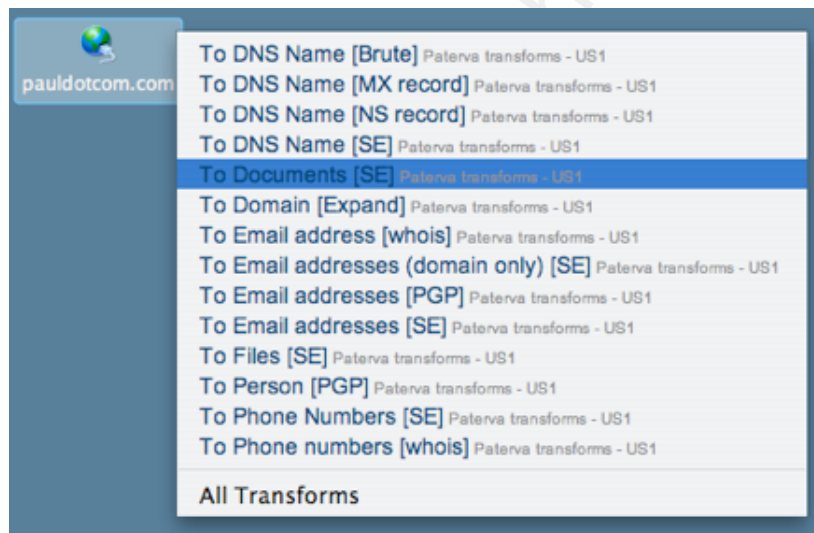 pauldotcom.com
To DNS Name [Brute] Paterva transforms - US1
To DNS Name [MX record] Paterva transforms - US1
To DNS Name [NS record] Paterva transforms - US1
To DNS Name [SE] Paterva transforms - US1
To Documents [SE] Paterva transforms - US1
To Domain [Expand] Paterva transforms - US1
To Email address [whois] Paterva transforms - US1
To Email addresses (domain only) [SE] Paterva transforms - US1
To Email addresses [PGP] Paterva transforms - US1
To Email addresses [SE] Paterva transforms - US1
To Files [SE] Paterva transforms - US1
To Person [PGP] Paterva transforms - US1
To Phone Numbers [SE] Paterva transforms - US1
To Phone numbers [whois] Paterva transforms - US1
All Transforms